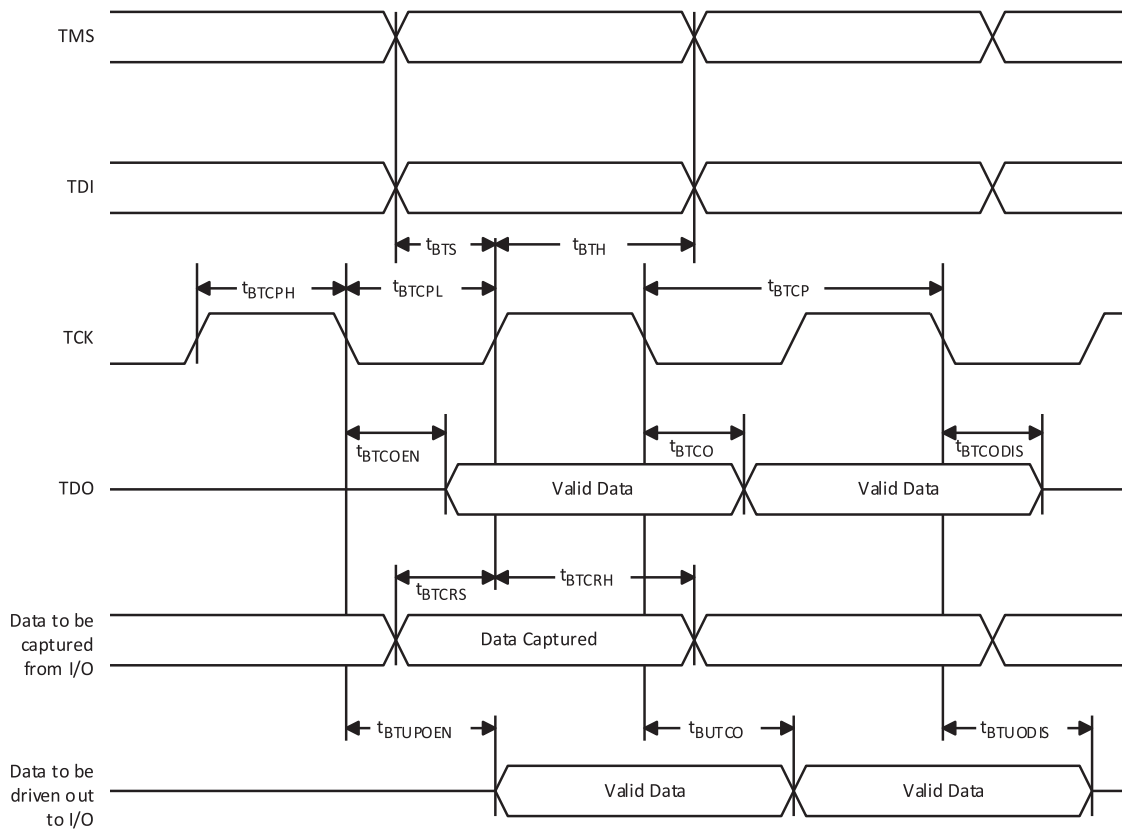 TMS
TDI
tBTS
tBTH
tBTCPH
tBTCPL
tBTCP
TCK
tBTCOEN
tBTCO
tBTCODIS
TDO
Valid Data
Valid Data
tBTCRS
tBTCRH
Data to be
captured
from I/O
Data Captured
tBTUPOEN
tBUTCO
tBTUODIS
Data to be
driven out
to I/O
Valid Data
Valid Data